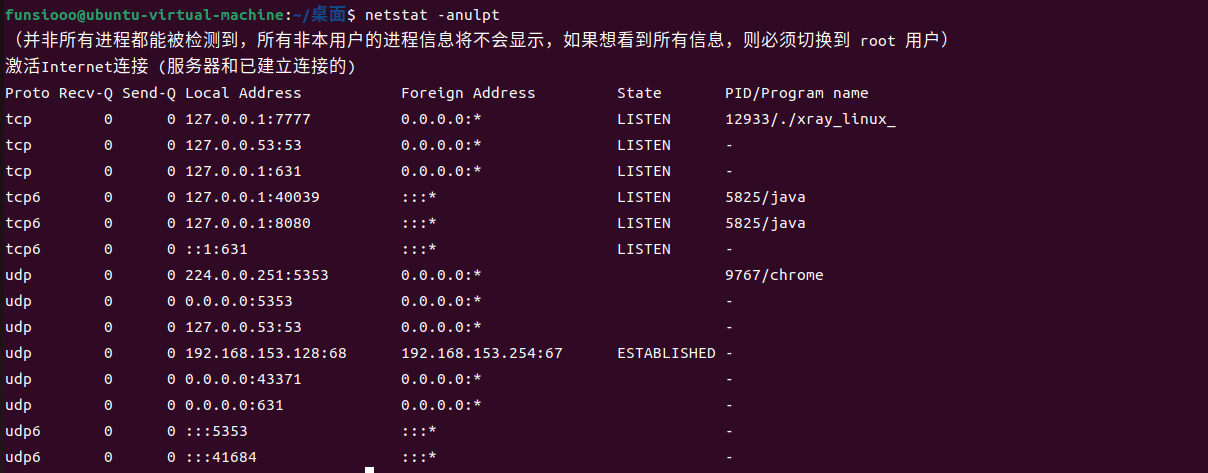 funsiooo@ubuntu-virtual-machine:~/桌面$ netstat -anulpt
（并非所有进程都能被检测到，所有非本用户的进程信息将不会显示，如果想看到所有信息，则必须切换到 root 用户）
激活Internet连接 (服务器和已建立连接的)
Proto Recv-Q Send-Q Local Address           Foreign Address         State       PID/Program name
tcp        0      0 127.0.0.1:7777          0.0.0.0:*               LISTEN      12933/./xray_linux_
tcp        0      0 127.0.0.53:53           0.0.0.0:*               LISTEN      -
tcp        0      0 127.0.0.1:631           0.0.0.0:*               LISTEN      -
tcp6       0      0 127.0.0.1:40039         :::*                    LISTEN      5825/java
tcp6       0      0 127.0.0.1:8080          :::*                    LISTEN      5825/java
tcp6       0      0 ::1:631                 :::*                    LISTEN      -
udp        0      0 224.0.0.251:5353        0.0.0.0:*                           9767/chrome
udp        0      0 0.0.0.0:5353            0.0.0.0:*                           -
udp        0      0 127.0.0.53:53           0.0.0.0:*                           -
udp        0      0 192.168.153.128:68      192.168.153.254:67      ESTABLISHED -
udp        0      0 0.0.0.0:43371           0.0.0.0:*                           -
udp        0      0 0.0.0.0:631             0.0.0.0:*                           -
udp6       0      0 :::5353                 :::*                                -
udp6       0      0 :::41684                :::*                                -